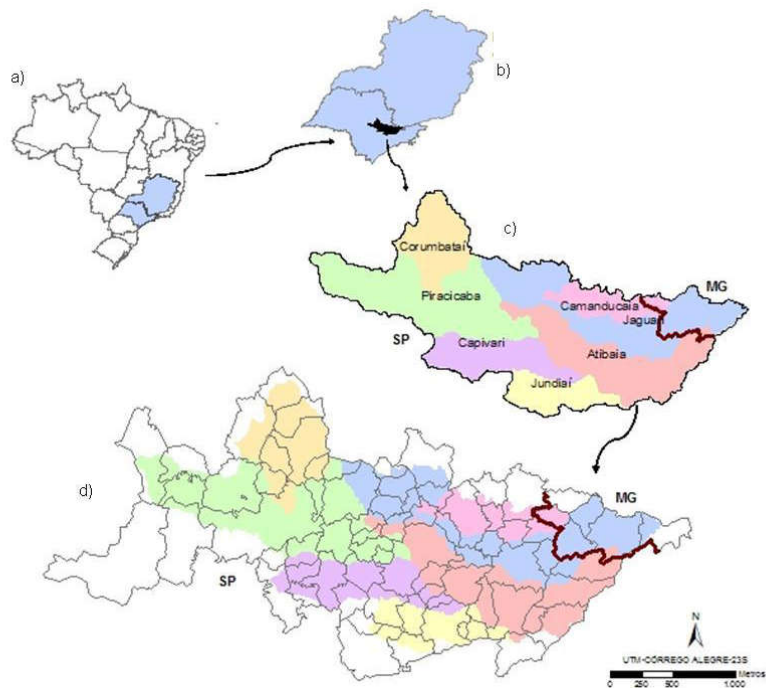 a)
b)
c)
Corumbataí
MG
Camanducaia
Piracicaba
Jaguari
SP
Capivari
Atibaia
Jundiaí
d)
MG
SP
N
UTM-CÓRREGO ALEGRE-23S
Metros
0 250 500 1.000